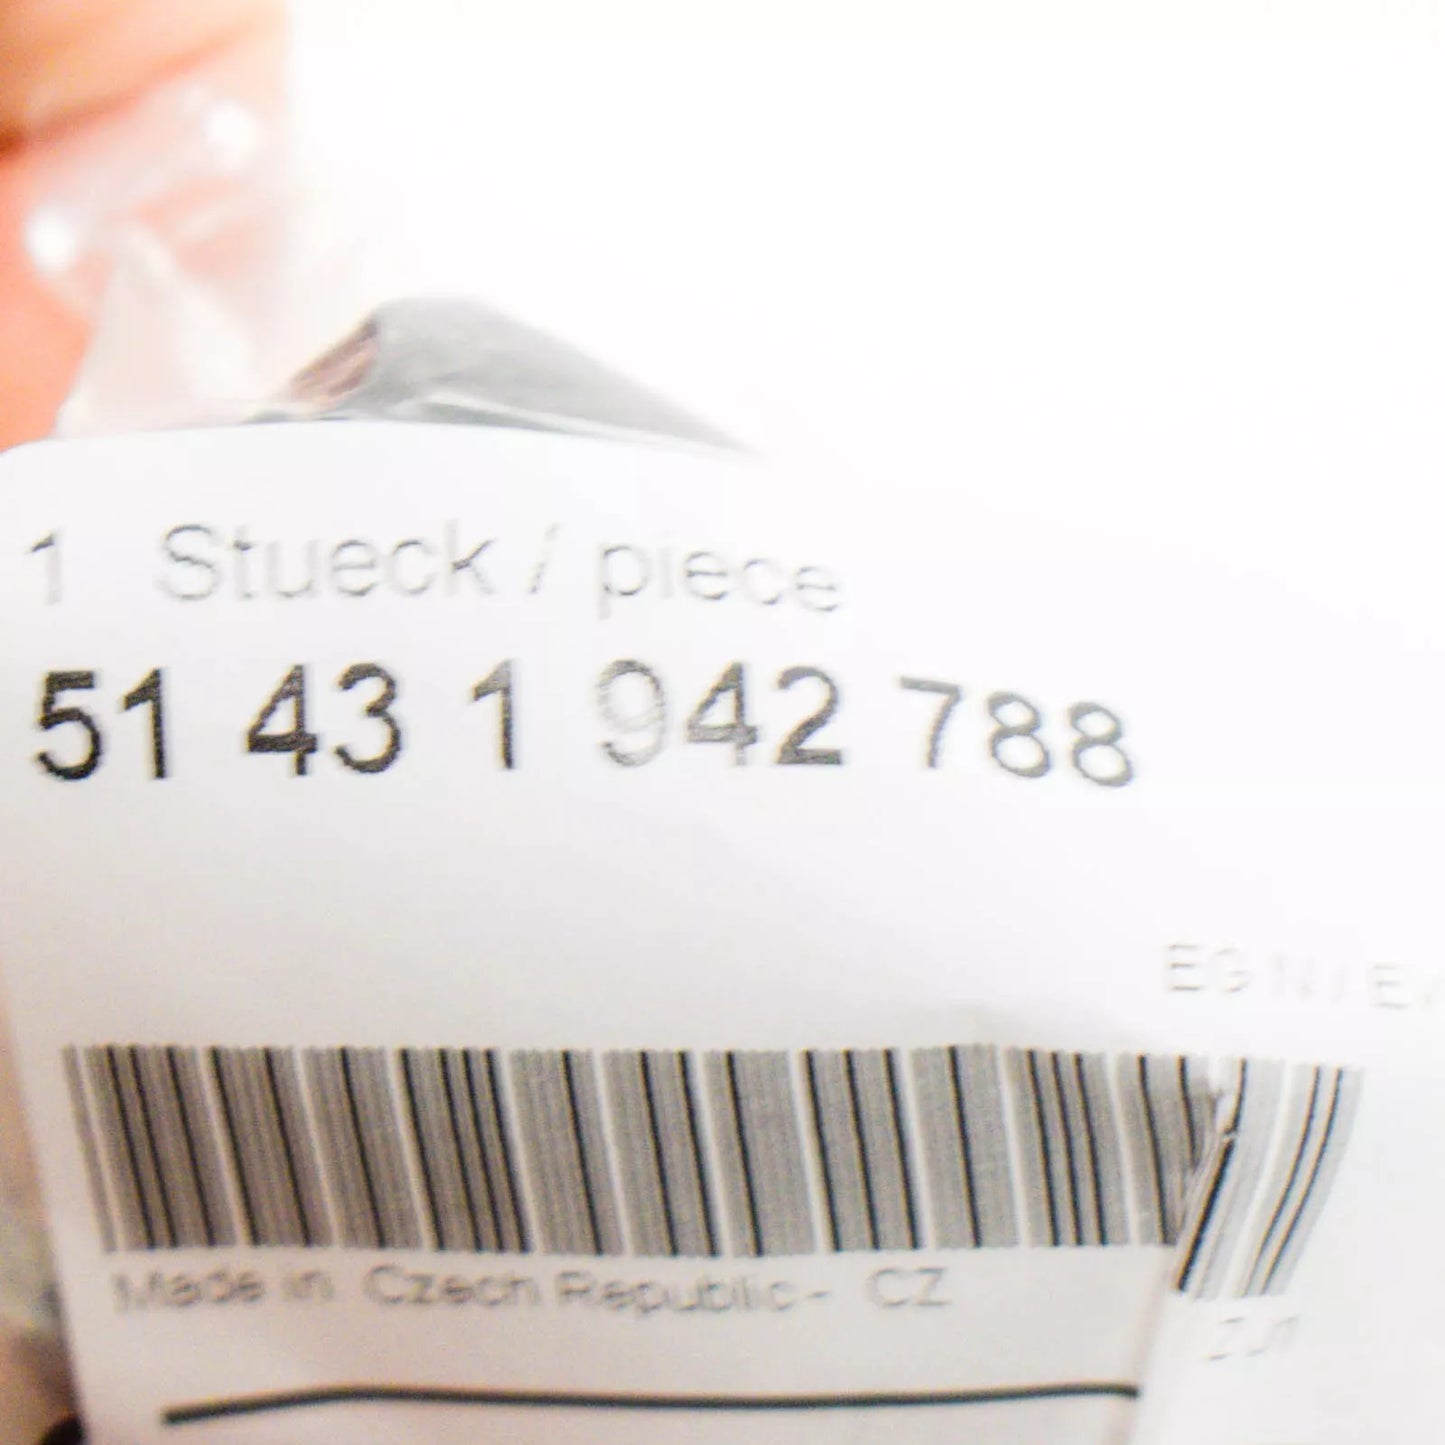 1 Stueck / piece
51 43 1 942 788
Made in Czech Republic - CZ